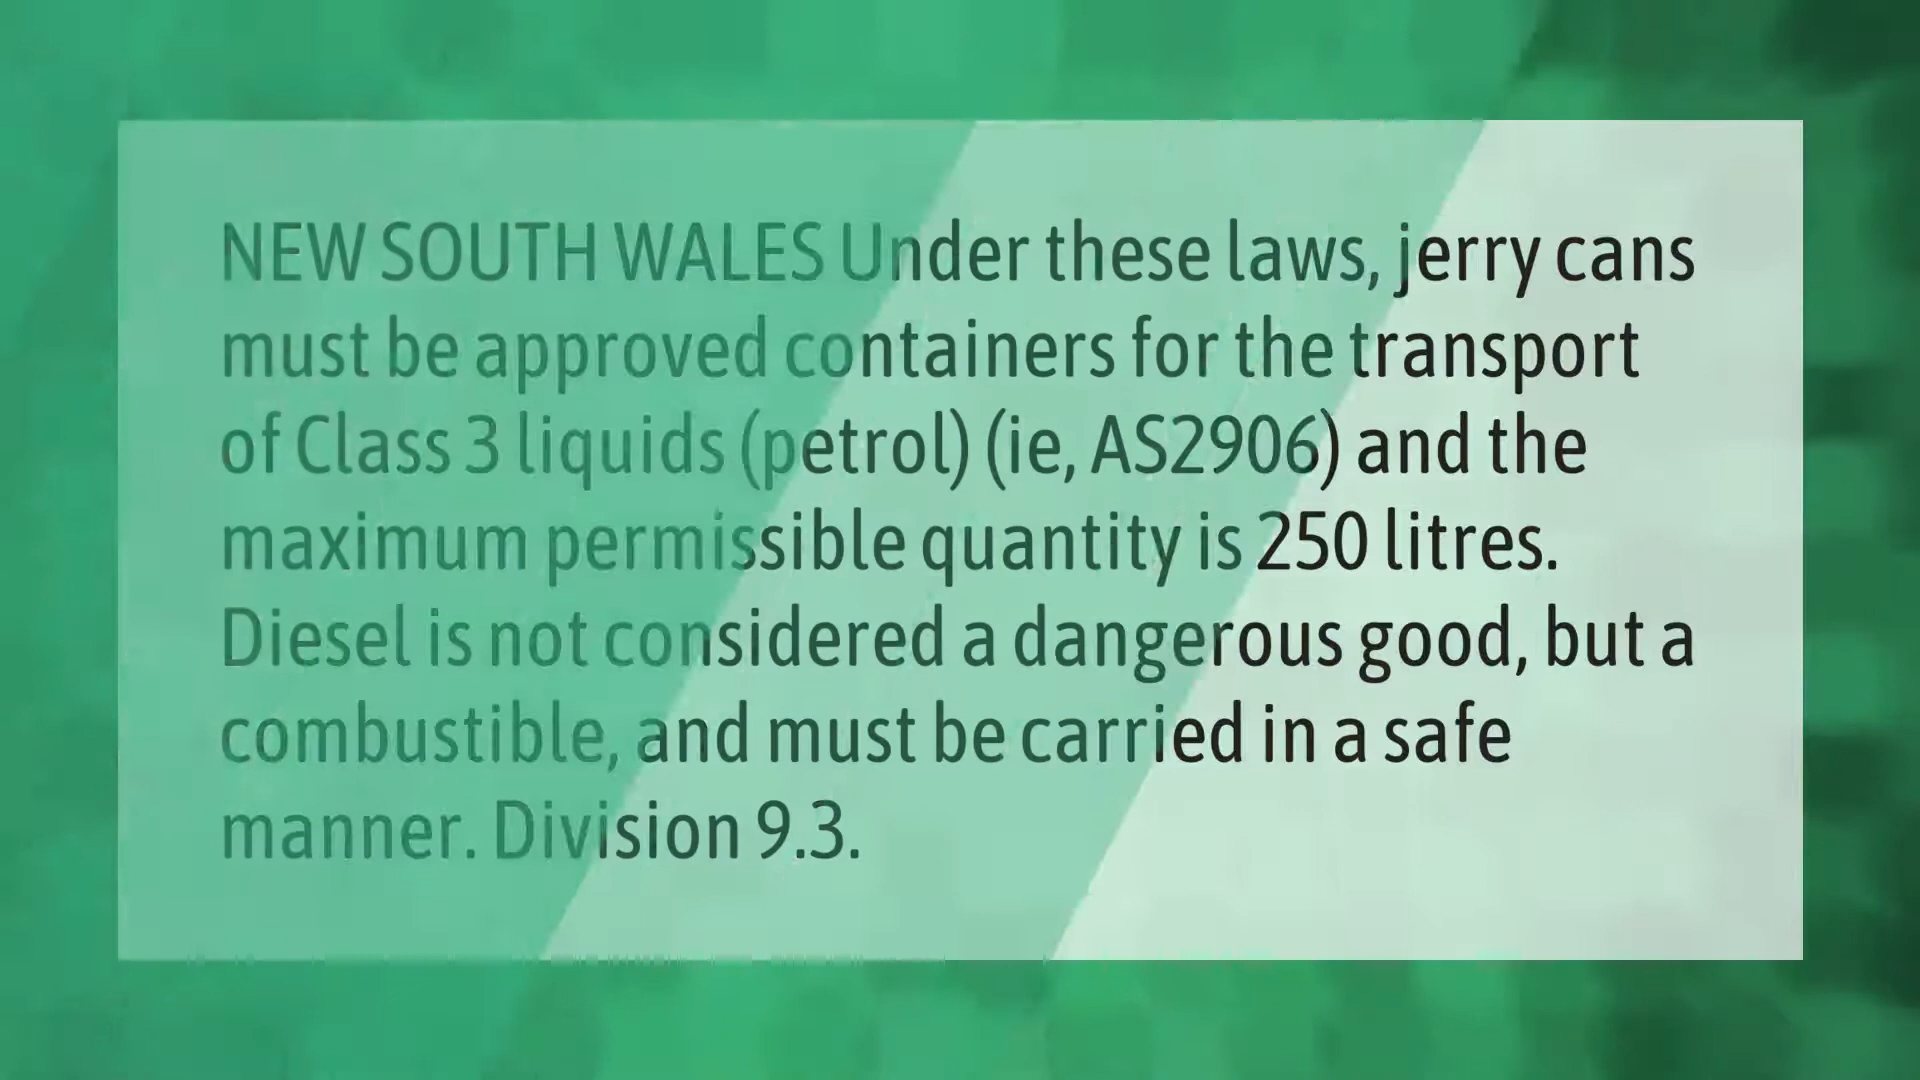 NEW SOUTH WALES Under these laws, jerry cans
must be approved containers for the transport
of Class 3 liquids (petrol) (ie, AS2906) and the
maximum permissible quantity is 250 litres.
Diesel is not considered a dangerous good, but a
combustible, and must be carried in a safe
manner. Division 9.3.